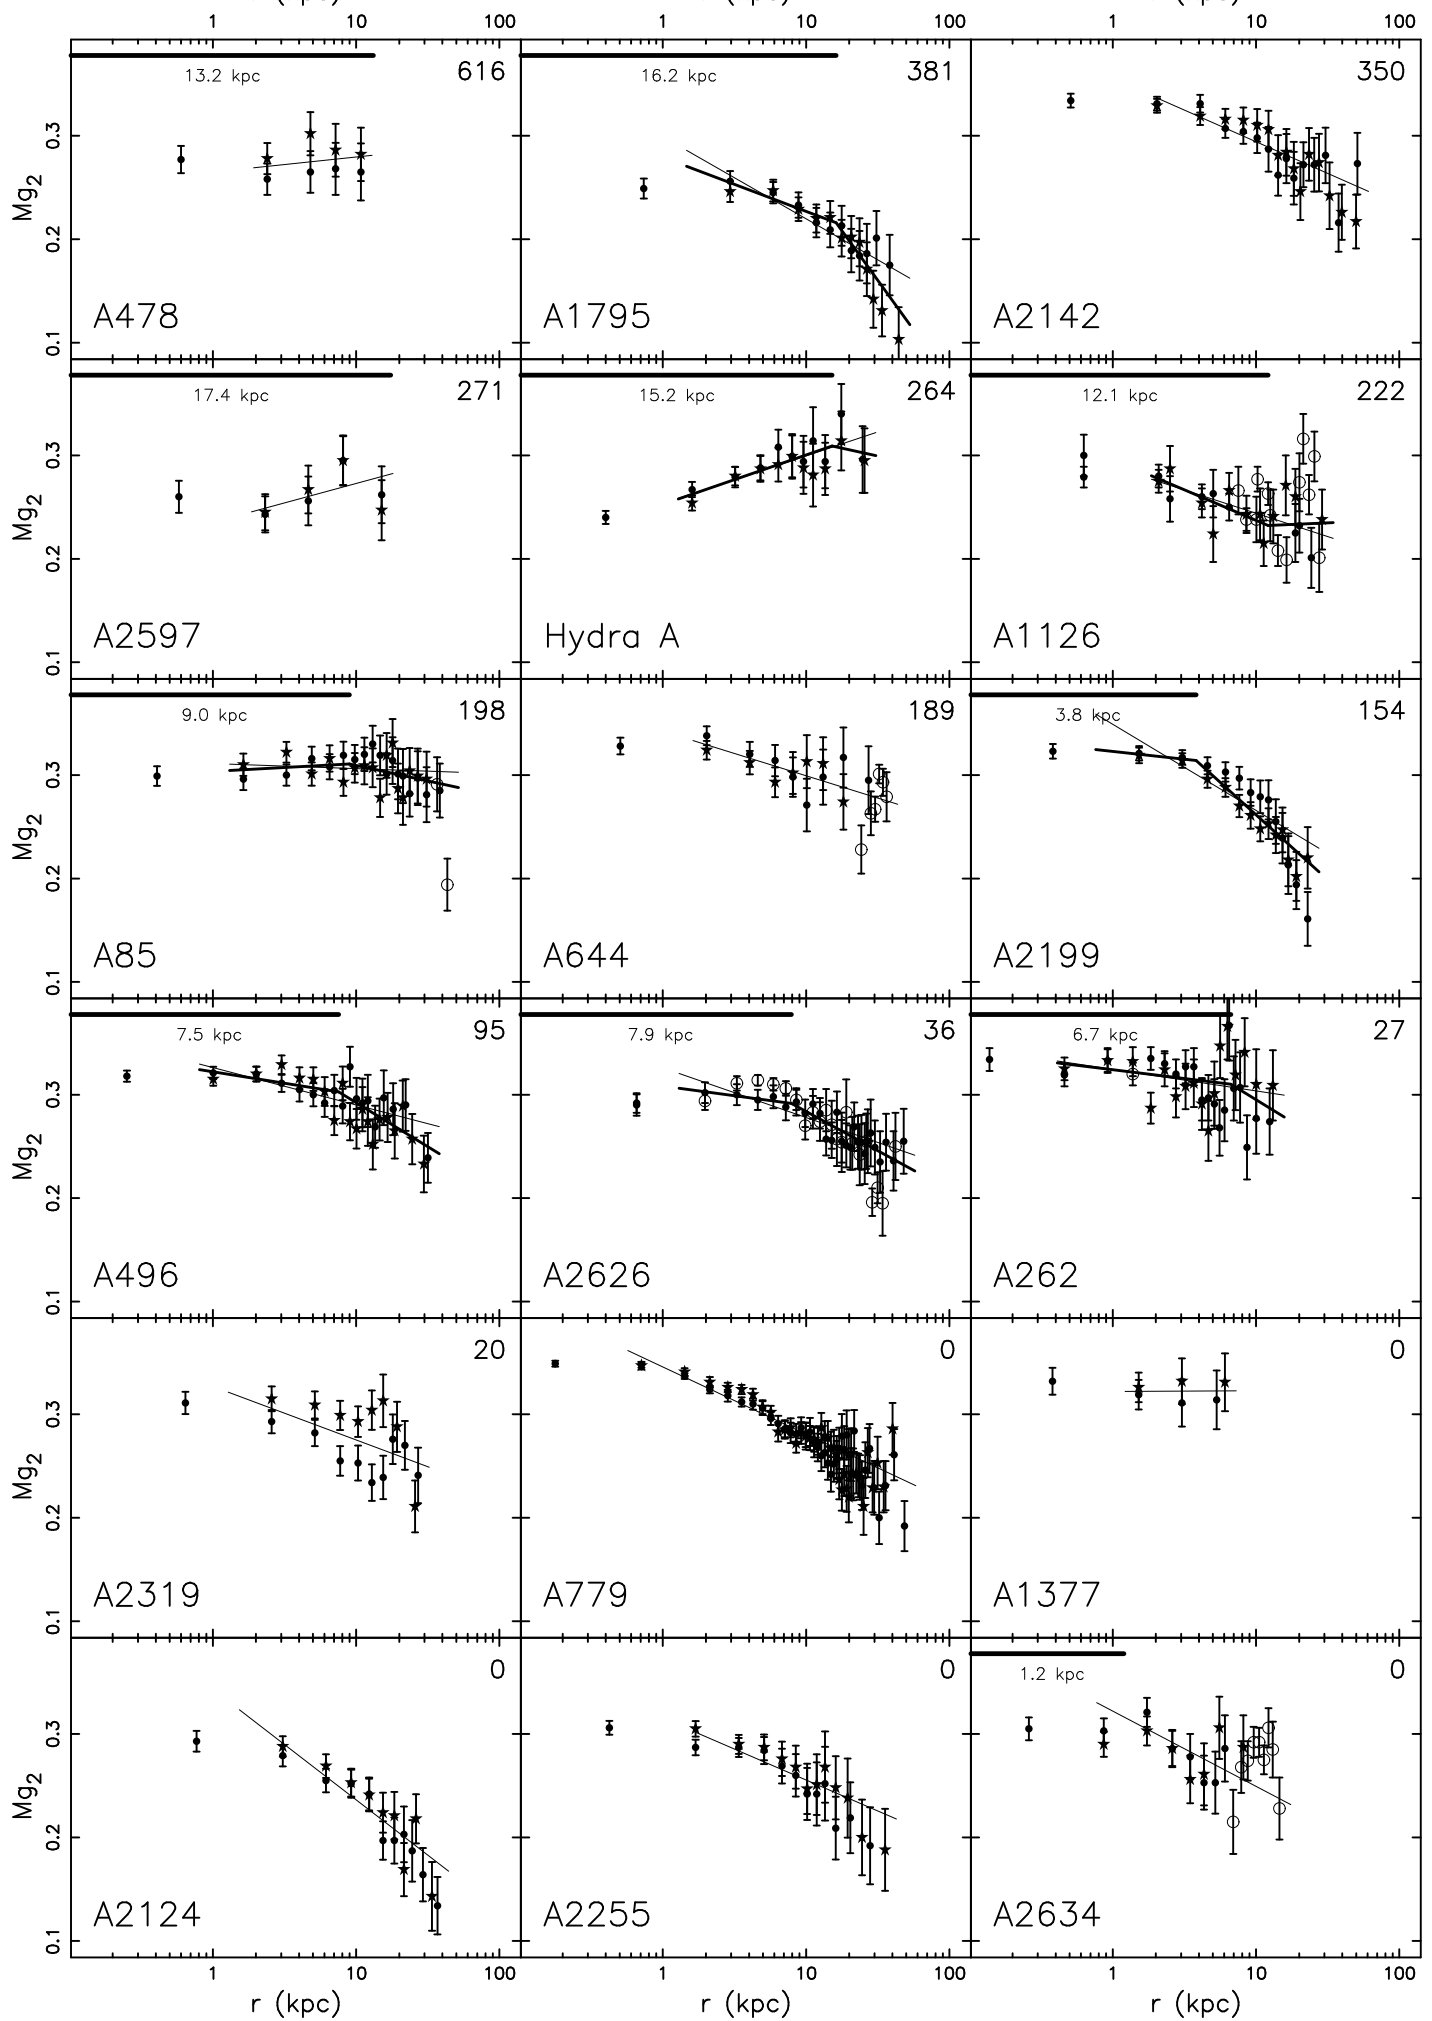 r (kpc) r (kpc) r (kpc)
1 10 100 1 10 100 1 10 100
13.2 kpc 616 16.2 kpc 381 350
Mg2 0.3 0.2 0.1
A478 A1795 A2142
17.4 kpc 271 15.2 kpc 264 12.1 kpc 222
Mg2 0.3 0.2 0.1
A2597 Hydra A A1126
9.0 kpc 198 189 3.8 kpc 154
Mg2 0.3 0.2 0.1
A85 A644 A2199
7.5 kpc 95 7.9 kpc 36 6.7 kpc 27
Mg2 0.3 0.2 0.1
A496 A2626 A262
20 0 0
Mg2 0.3 0.2 0.1
A2319 A779 A1377
0 0 1.2 kpc 0
Mg2 0.3 0.2 0.1
A2124 A2255 A2634
1 10 100 1 10 100 1 10 100
r (kpc) r (kpc) r (kpc)